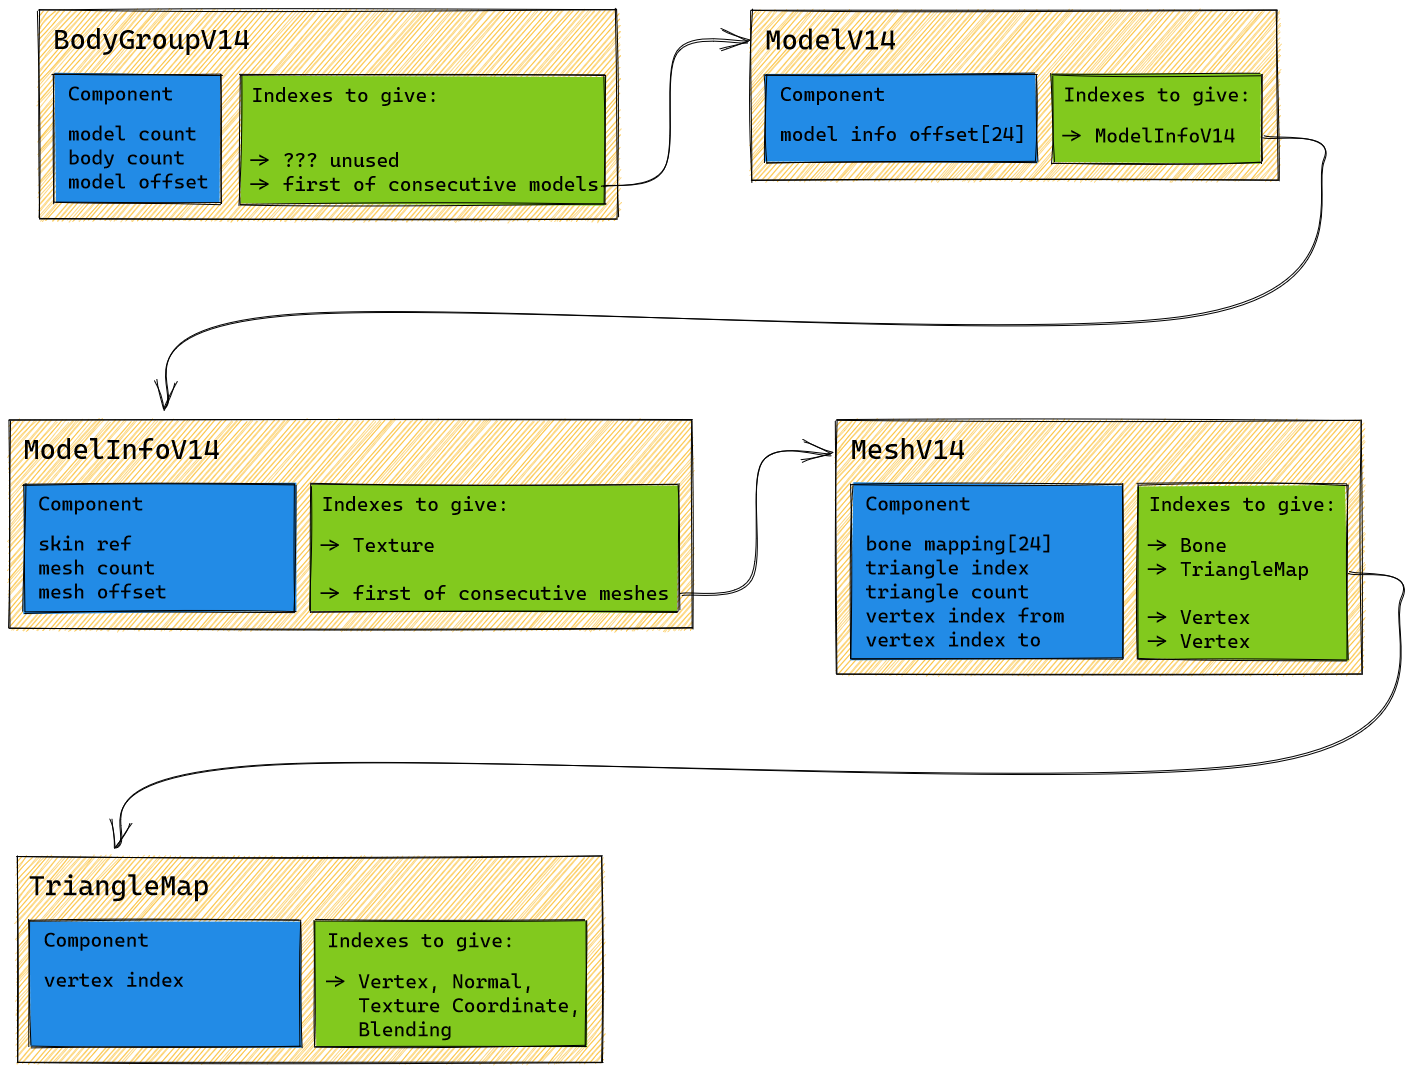 BodyGroupV14
Component
model count
body count
model offset
Indexes to give:
→ ??? unused
→ first of consecutive models
ModelV14
Component
model info offset[24]
Indexes to give:
→ ModelInfoV14
ModelInfoV14
Component
skin ref
mesh count
mesh offset
Indexes to give:
→ Texture
→ first of consecutive meshes
MeshV14
Component
bone mapping[24]
triangle index
triangle count
vertex index from
vertex index to
Indexes to give:
→ Bone
→ TriangleMap
→ Vertex
→ Vertex
TriangleMap
Component
vertex index
Indexes to give:
→ Vertex, Normal,
Texture Coordinate,
Blending